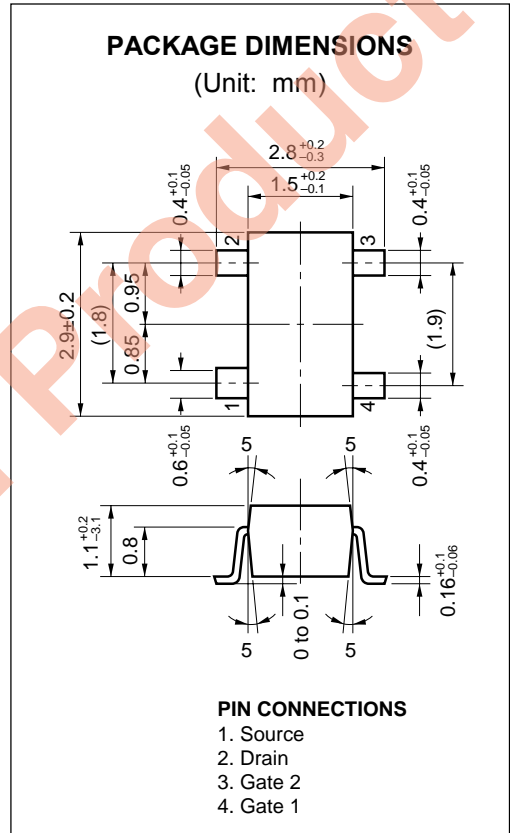 PACKAGE DIMENSIONS
(Unit: mm)
2.8 +0.2 −0.3
1.5 +0.2 −0.1
0.4 +0.1 −0.05
0.4 +0.1 −0.05
2
3
2.9±0.2
(1.8)
0.95
0.85
(1.9)
1
4
0.6 +0.1 −0.05
0.4 +0.1 −0.05
5
5
1.1 +0.2 −3.1
0.8
0.16 +0.1 −0.06
5
0 to 0.1
5
PIN CONNECTIONS
1. Source
2. Drain
3. Gate 2
4. Gate 1
Product